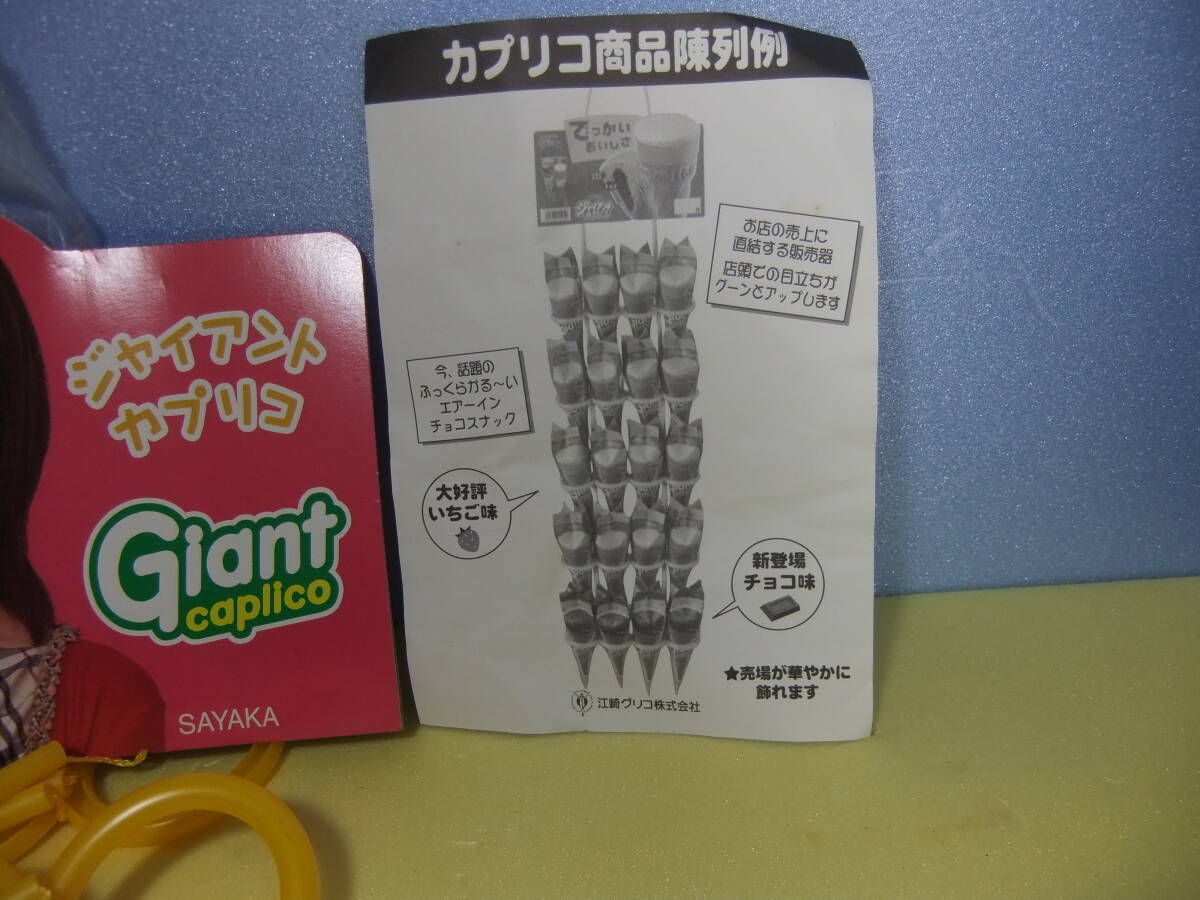 カプリコ商品陳列例
でっかい
おいしさ
お店の売上に
直結する販売器
店頭での目立ちが
グーンとアップします
今、話題の
ふっくらかる〜い
エアーイン
チョコスナック
大好評
いちご味
新登場
チョコ味
★売場が華やかに
飾れます
江崎グリコ株式会社
ジャイアント
カプリコ
Giant
caplico
SAYAKA